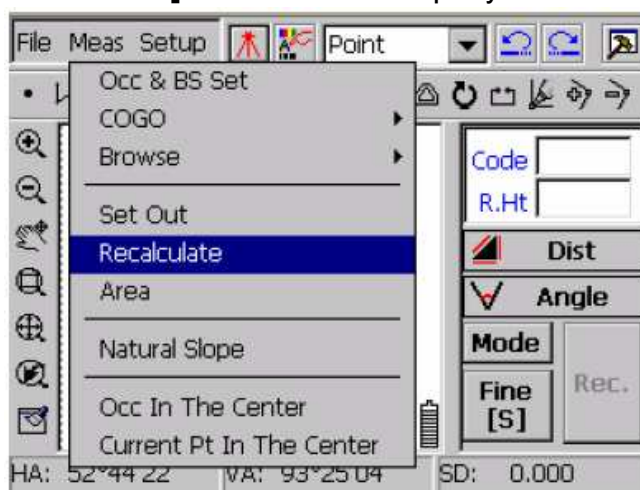 File Meas Setup Point
Occ & BS Set
COGO
Browse
Set Out
Recalculate
Area
Natural Slope
Occ In The Center
Current Pt In The Center
Code
R.Ht
Dist
Angle
Mode
Fine
[S]
Rec.
HA: 52°44'22 VA: 93°25'04 SD: 0.000